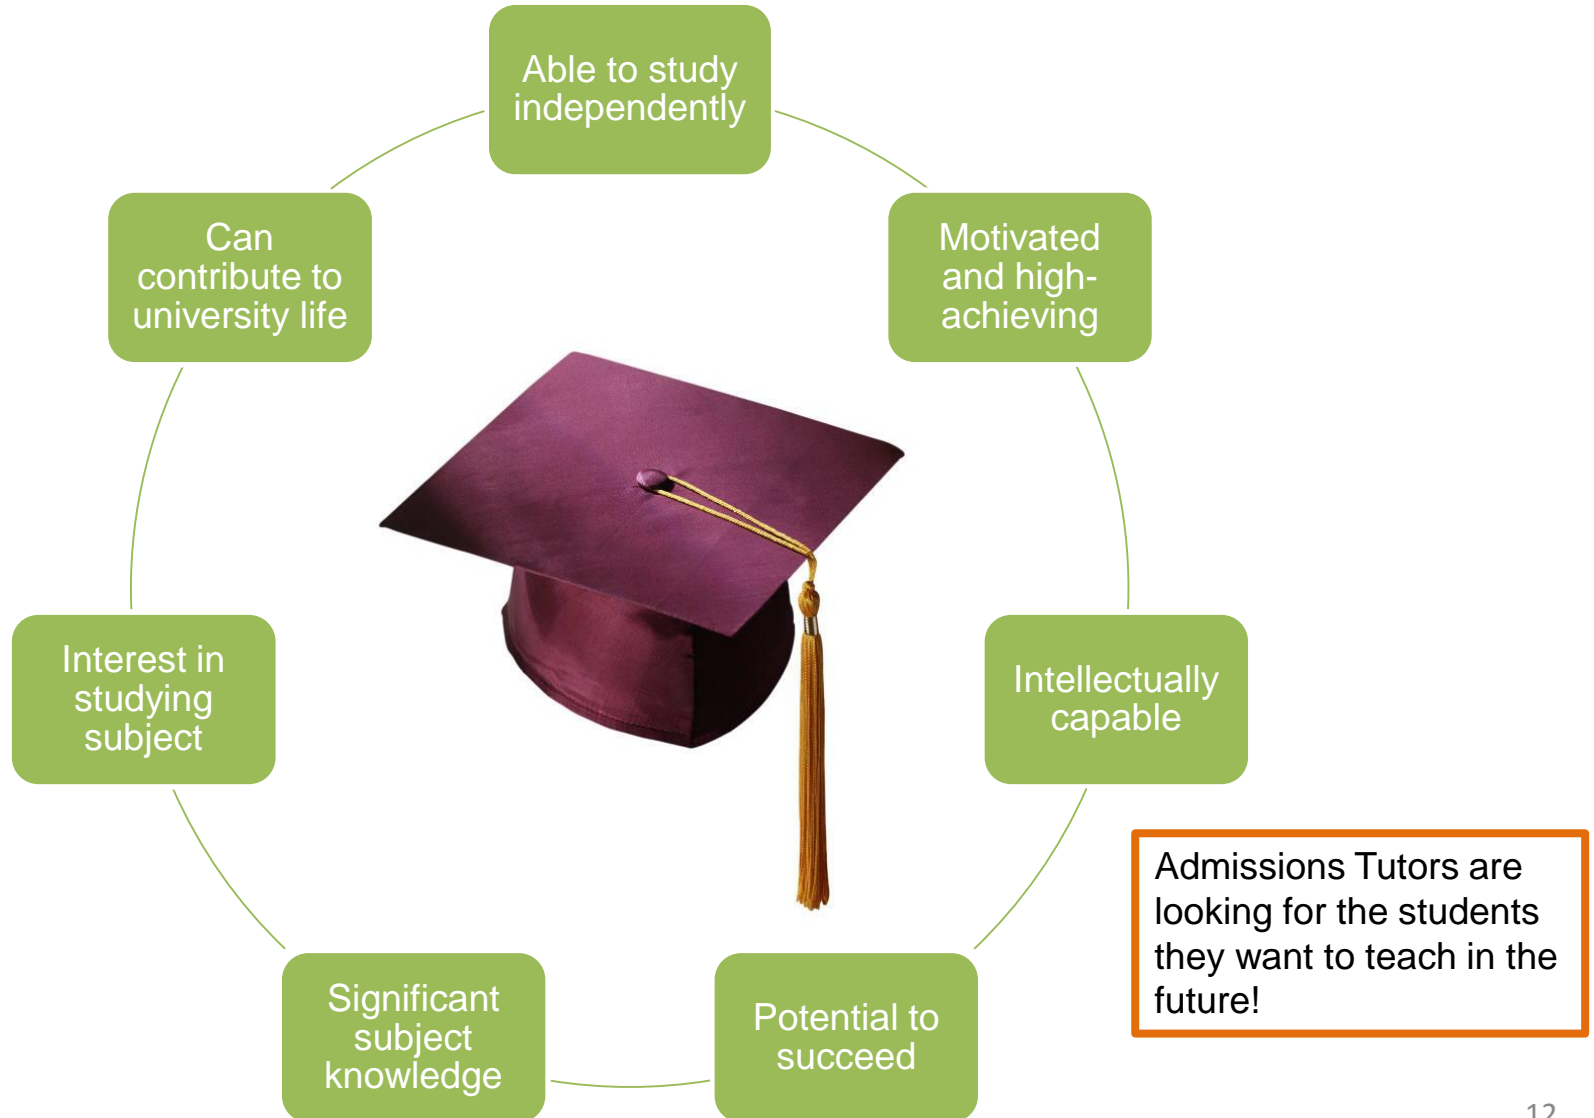 Able to study
independently
Motivated
and high-
achieving
Intellectually
capable
Potential to
succeed
Significant
subject
knowledge
Interest in
studying
subject
Can
contribute to
university life
Admissions Tutors are
looking for the students
they want to teach in the
future!
12